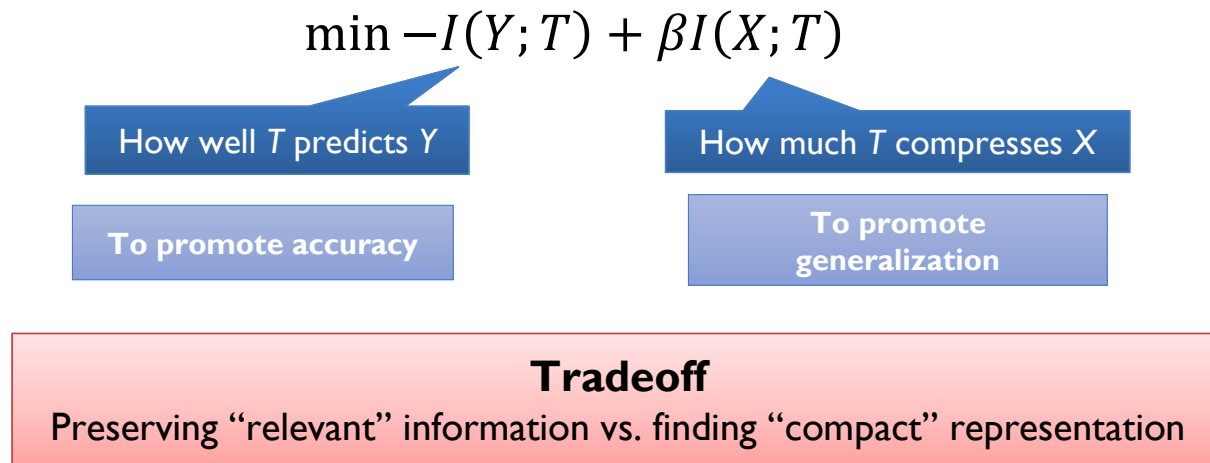 min −I(Y; T) + βI(X; T)
How well T predicts Y
How much T compresses X
To promote accuracy
To promote
generalization
Tradeoff
Preserving “relevant” information vs. finding “compact” representation